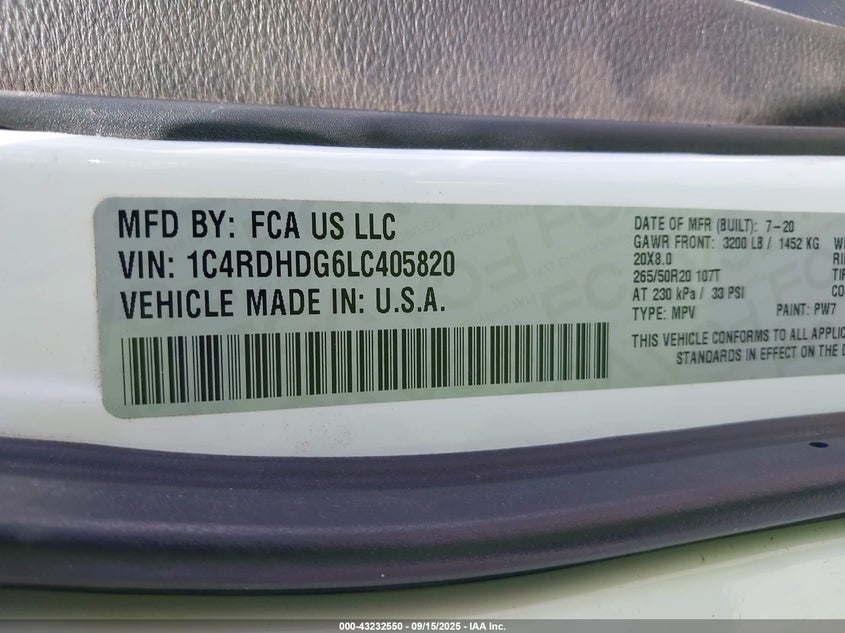 MFD BY: FCA US LLC
VIN: 1C4RDHDG6LC405820
VEHICLE MADE IN: U.S.A.
DATE OF MFR (BUILT): 7-20
GAWR FRONT: 3200 LB / 1452 KG
20X8.0
265/50R20 107T
AT 230 kPa / 33 PSI
TYPE: MPV PAINT: PW7
THIS VEHICLE CONFORMS TO ALL
STANDARDS IN EFFECT ON THE
000-43232550 - 09/15/2025 - IAA Inc.